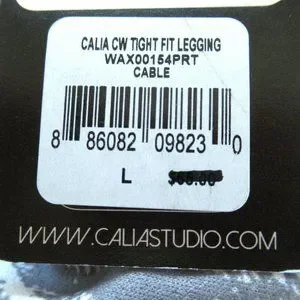 CALIA CW TIGHT FIT LEGGING
WAX00154PRT
CABLE
8 86082 09823 0
L
WWW.CALIASTUDIO.COM